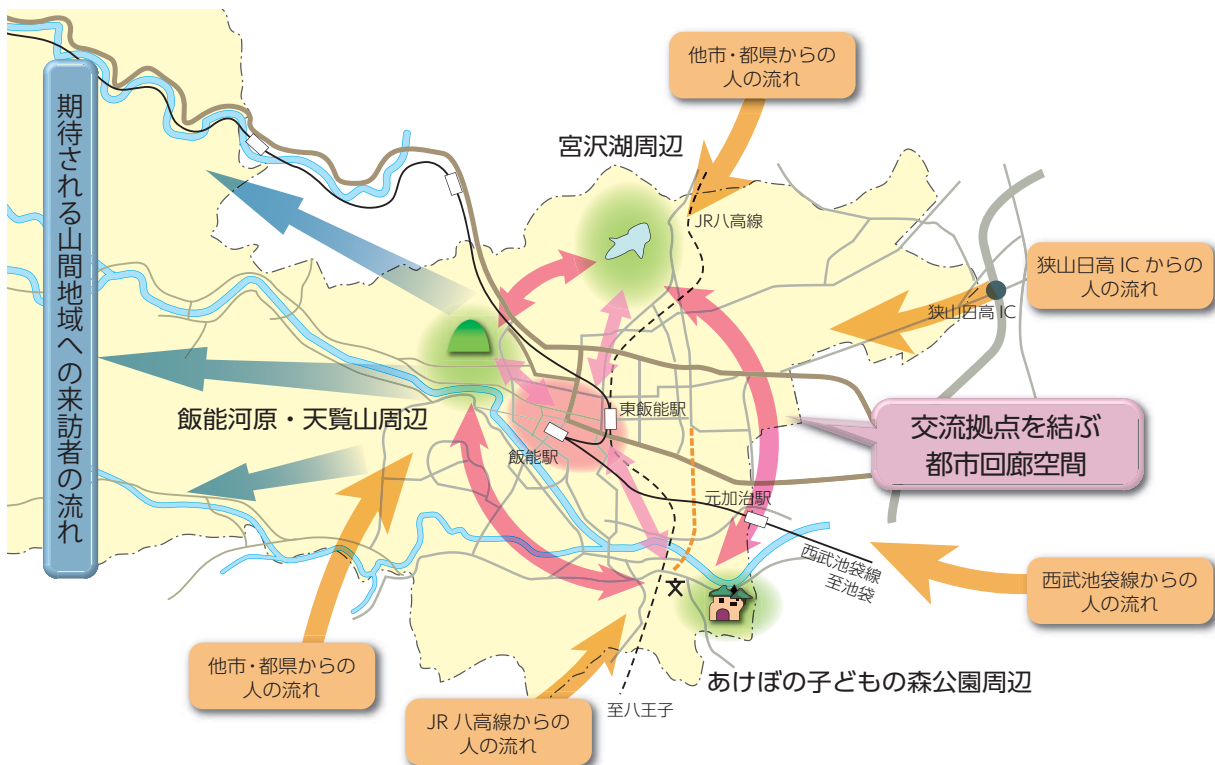 他市・都県からの
人の流れ
宮沢湖周辺
JR八高線
狭山日高 IC からの
人の流れ
狭山日高 IC
期待される山間地域への来訪者の流れ
飯能河原・天覧山周辺
東飯能駅
飯能駅
交流拠点を結ぶ
都市回廊空間
元加治駅
西武池袋線
至池袋
西武池袋線からの
人の流れ
他市・都県からの
人の流れ
あけぼの子どもの森公園周辺
至八王子
JR 八高線からの
人の流れ